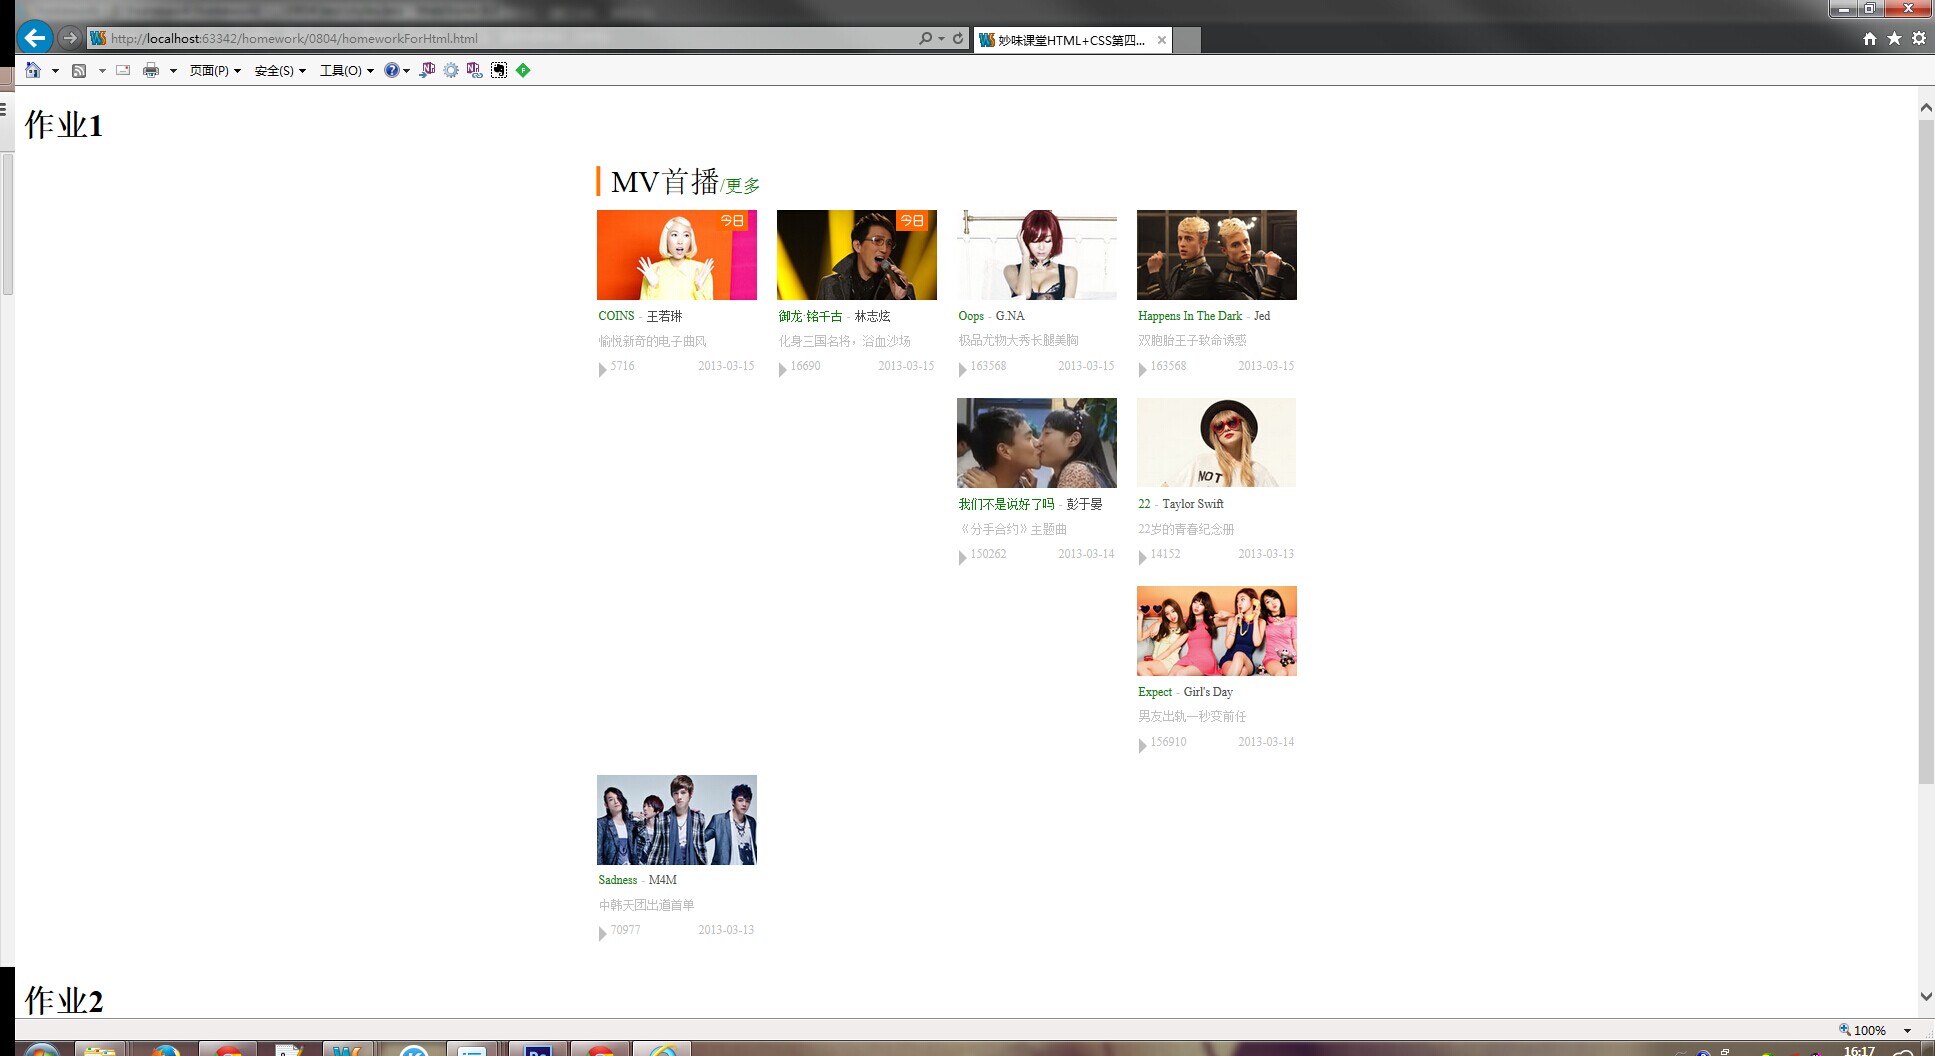 http://localhost:63342/homework/0804/homeworkForHtml.html
妙味课堂HTML+CSS第四...
页面(P) 安全(S) 工具(O)
作业1
MV首播/更多
今日
今日
COINS - 王若琳
愉悦新奇的电子曲风
5716 2013-03-15
御龙·铭千古 - 林志炫
化身三国名将，浴血沙场
16690 2013-03-15
Oops - G.NA
极品尤物大秀长腿美胸
163568 2013-03-15
Happens In The Dark - Jed
双胞胎王子致命诱惑
163568 2013-03-15
我们不是说好了吗 - 彭于晏
《分手合约》主题曲
150262 2013-03-14
NOT
22 - Taylor Swift
22岁的青春纪念册
14152 2013-03-13
Expect - Girl's Day
男友出轨一秒变前任
156910 2013-03-14
Sadness - M4M
中韩天团出道首单
70977 2013-03-13
作业2
100%
16:17